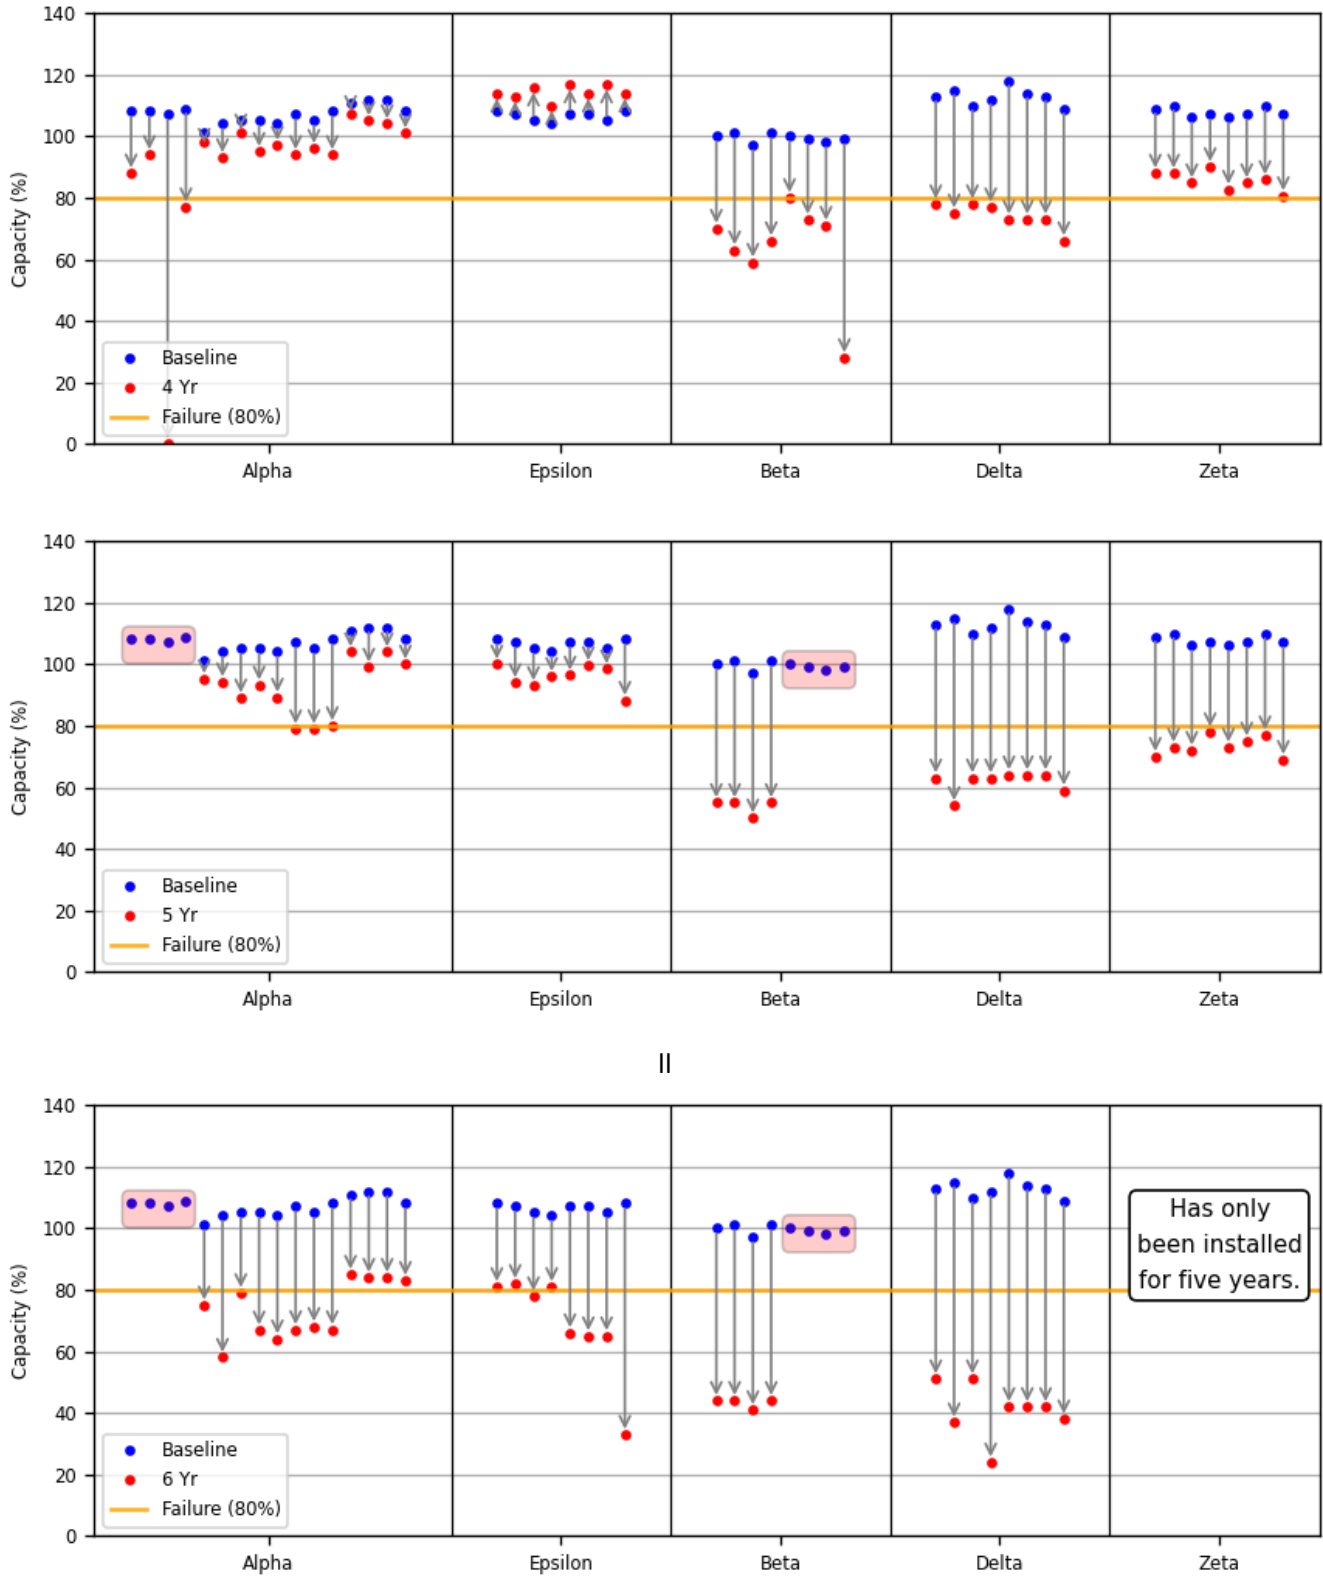 140
120
100
80
60
40
20
0
Capacity (%)
Baseline
4 Yr
Failure (80%)
Alpha
Epsilon
Beta
Delta
Zeta
140
120
100
80
60
40
20
0
Capacity (%)
Baseline
5 Yr
Failure (80%)
Alpha
Epsilon
Beta
Delta
Zeta
II
140
120
100
80
60
40
20
0
Capacity (%)
Has only
been installed
for five years.
Baseline
6 Yr
Failure (80%)
Alpha
Epsilon
Beta
Delta
Zeta